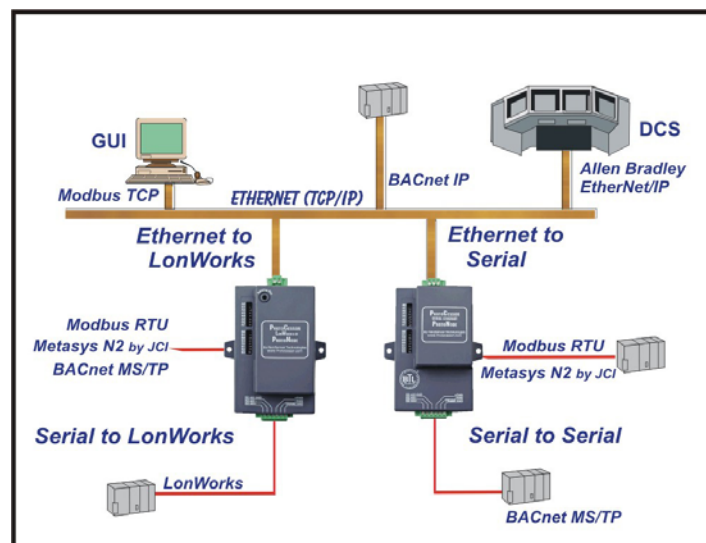 GUI
DCS
Modbus TCP
ETHERNET (TCP/IP)
BACnet IP
Allen Bradley
EtherNet/IP
Ethernet to
LonWorks
Ethernet to
Serial
Modbus RTU
Metasys N2 by JCI
BACnet MS/TP
Modbus RTU
Metasys N2 by JCI
BTL
Serial to LonWorks
Serial to Serial
LonWorks
BACnet MS/TP